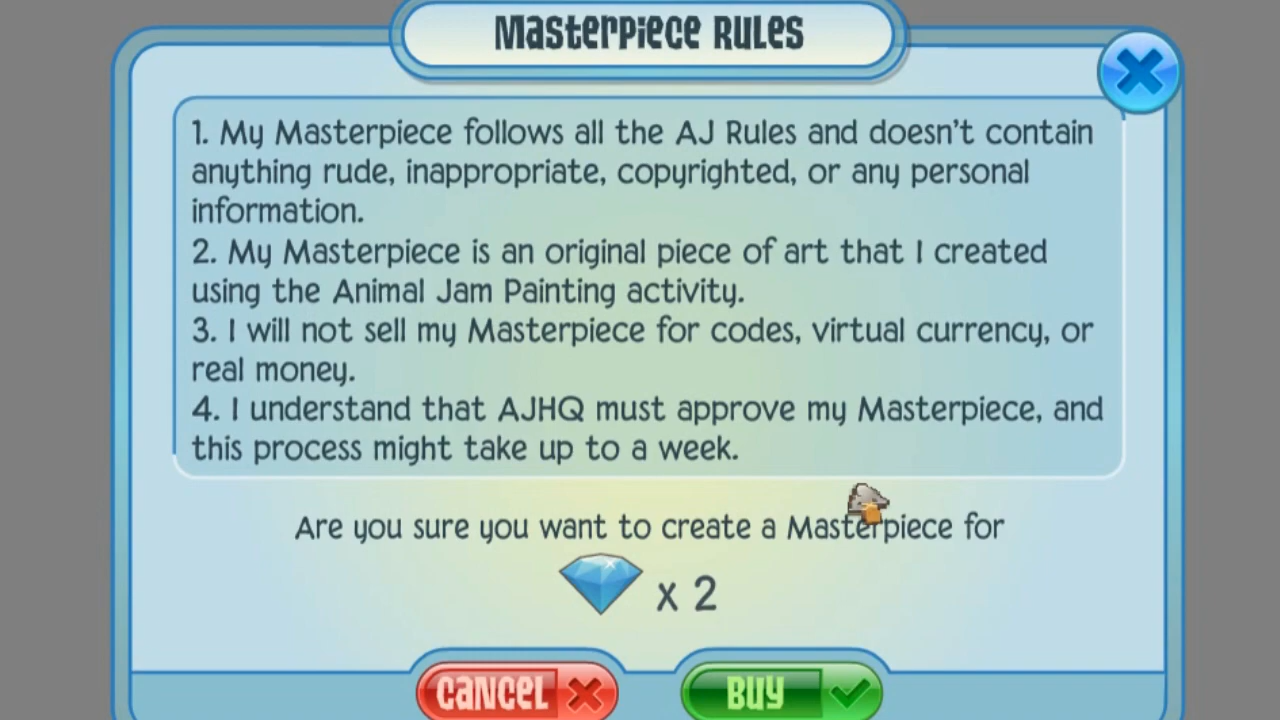 Masterpiece Rules
1. My Masterpiece follows all the AJ Rules and doesn't contain
anything rude, inappropriate, copyrighted, or any personal
information.
2. My Masterpiece is an original piece of art that I created
using the Animal Jam Painting activity.
3. I will not sell my Masterpiece for codes, virtual currency, or
real money.
4. I understand that AJHQ must approve my Masterpiece, and
this process might take up to a week.
Are you sure you want to create a Masterpiece for
x 2
CANCEL
BUY